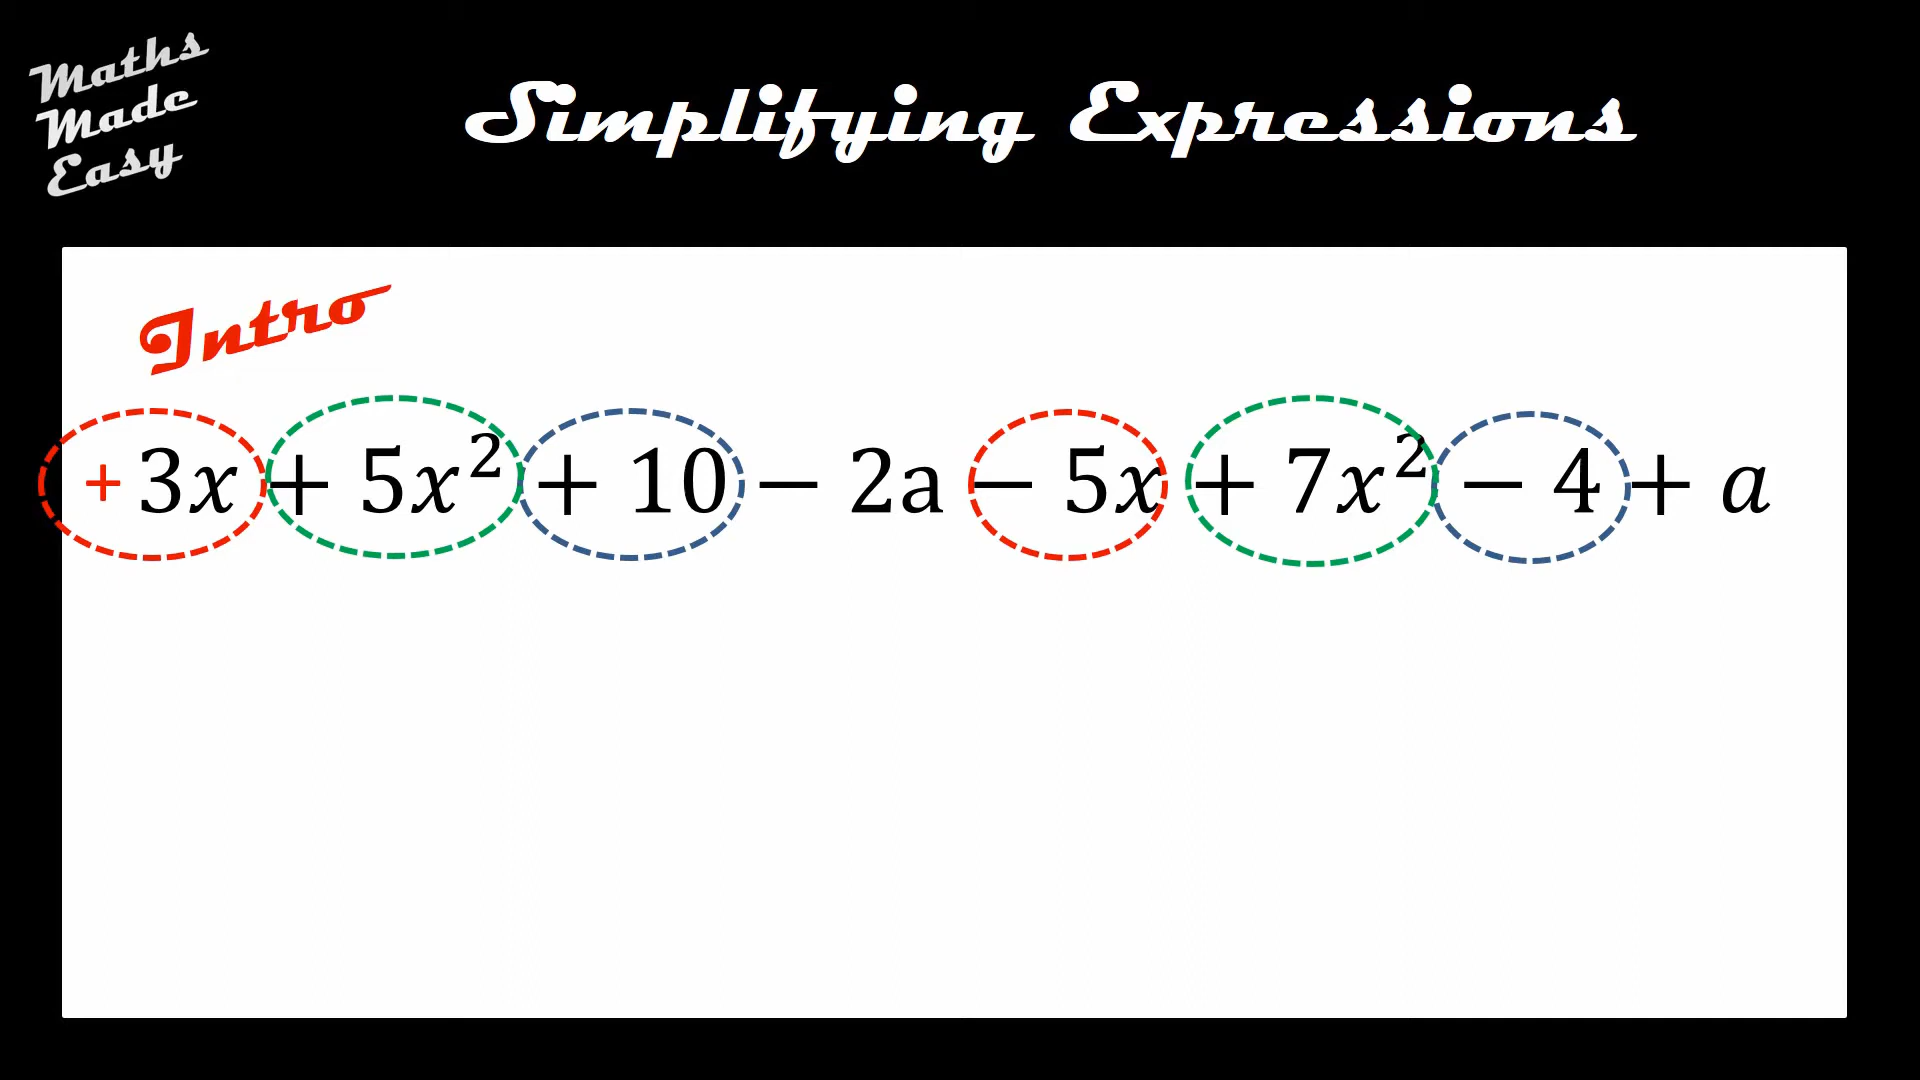 Maths
Made
Easy
Simplifying Expressions
Intro
+ 3x + 5x² + 10 − 2a − 5x + 7x² − 4 + a